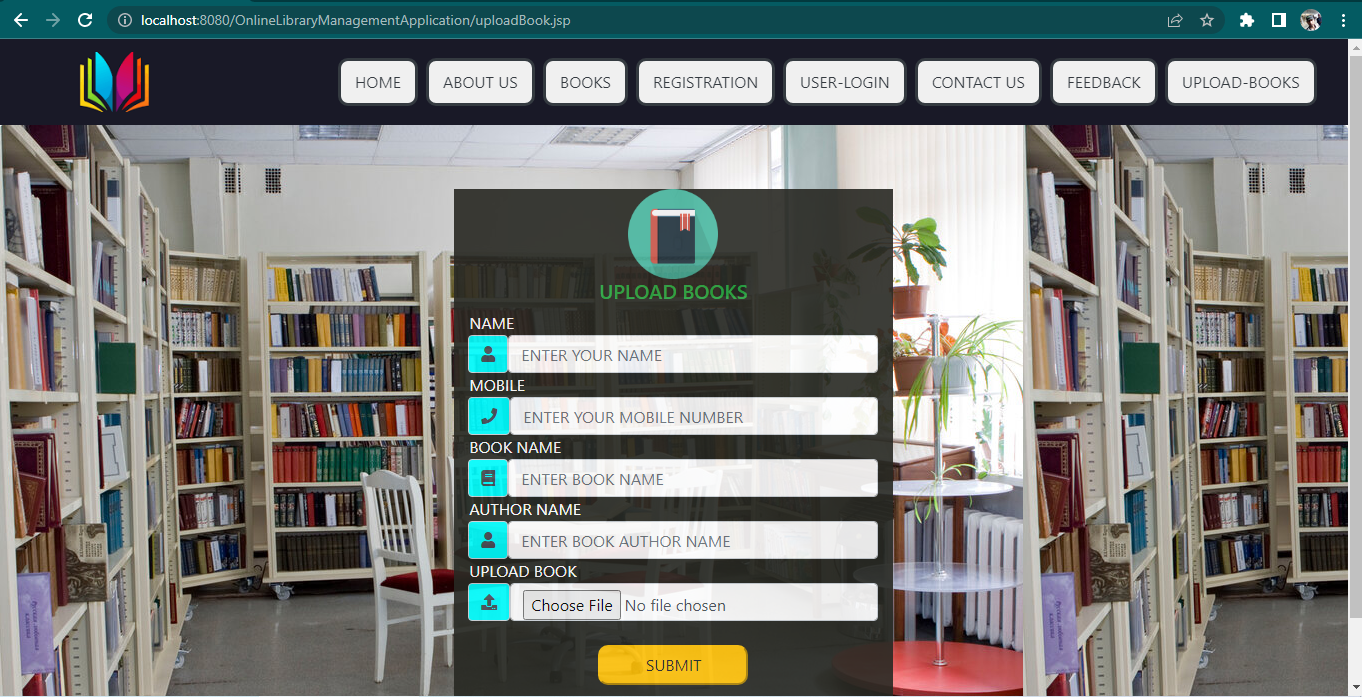 localhost:8080/OnlineLibraryManagementApplication/uploadBook.jsp
HOME ABOUT US BOOKS REGISTRATION USER-LOGIN CONTACT US FEEDBACK UPLOAD-BOOKS
UPLOAD BOOKS
NAME
ENTER YOUR NAME
MOBILE
ENTER YOUR MOBILE NUMBER
BOOK NAME
ENTER BOOK NAME
AUTHOR NAME
ENTER BOOK AUTHOR NAME
UPLOAD BOOK
Choose File No file chosen
SUBMIT